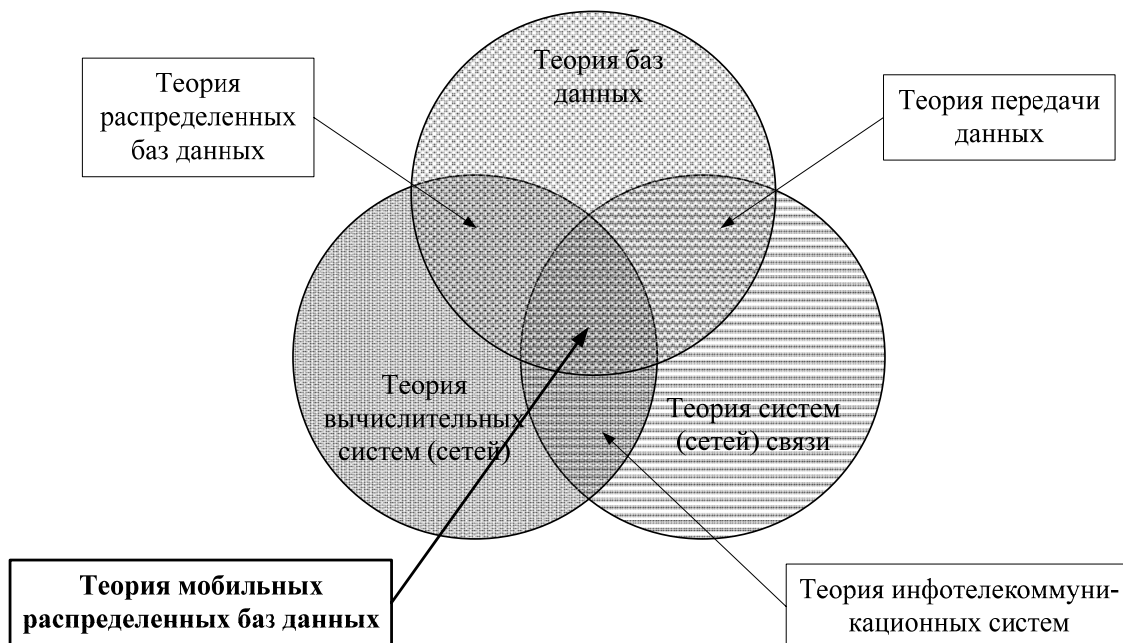 Теория баз
данных
Теория
распределенных
баз данных
Теория передачи
данных
Теория
вычислительных
систем (сетей)
Теория систем
(сетей) связи
Теория мобильных
распределенных баз данных
Теория инфотелекоммуни-
кационных систем